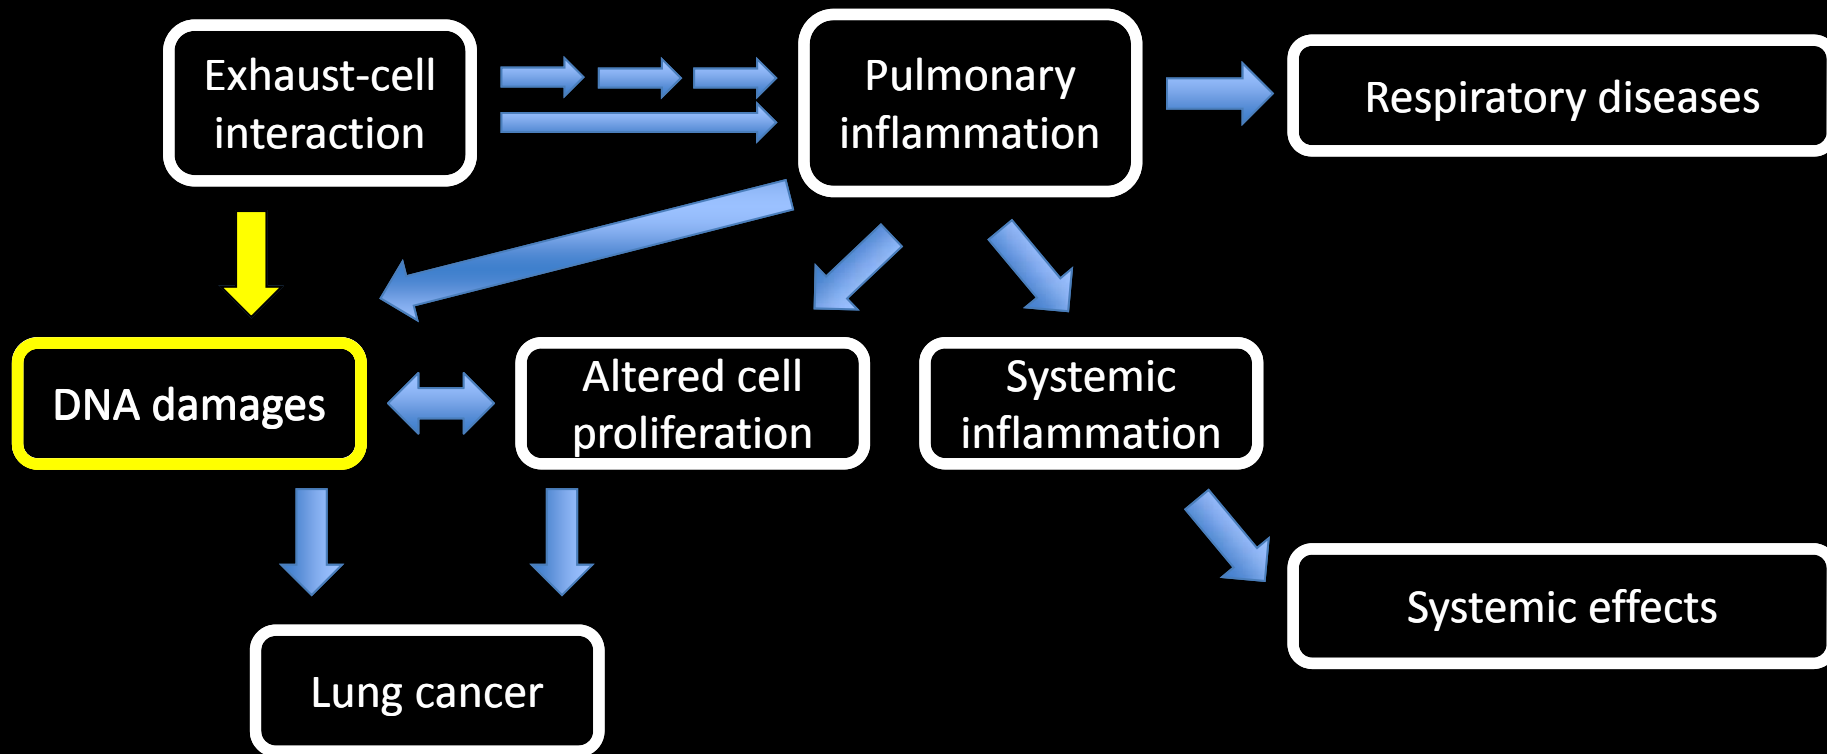 Exhaust-cell
interaction
Pulmonary
inflammation
Respiratory diseases
DNA damages
Altered cell
proliferation
Systemic
inflammation
Systemic effects
Lung cancer